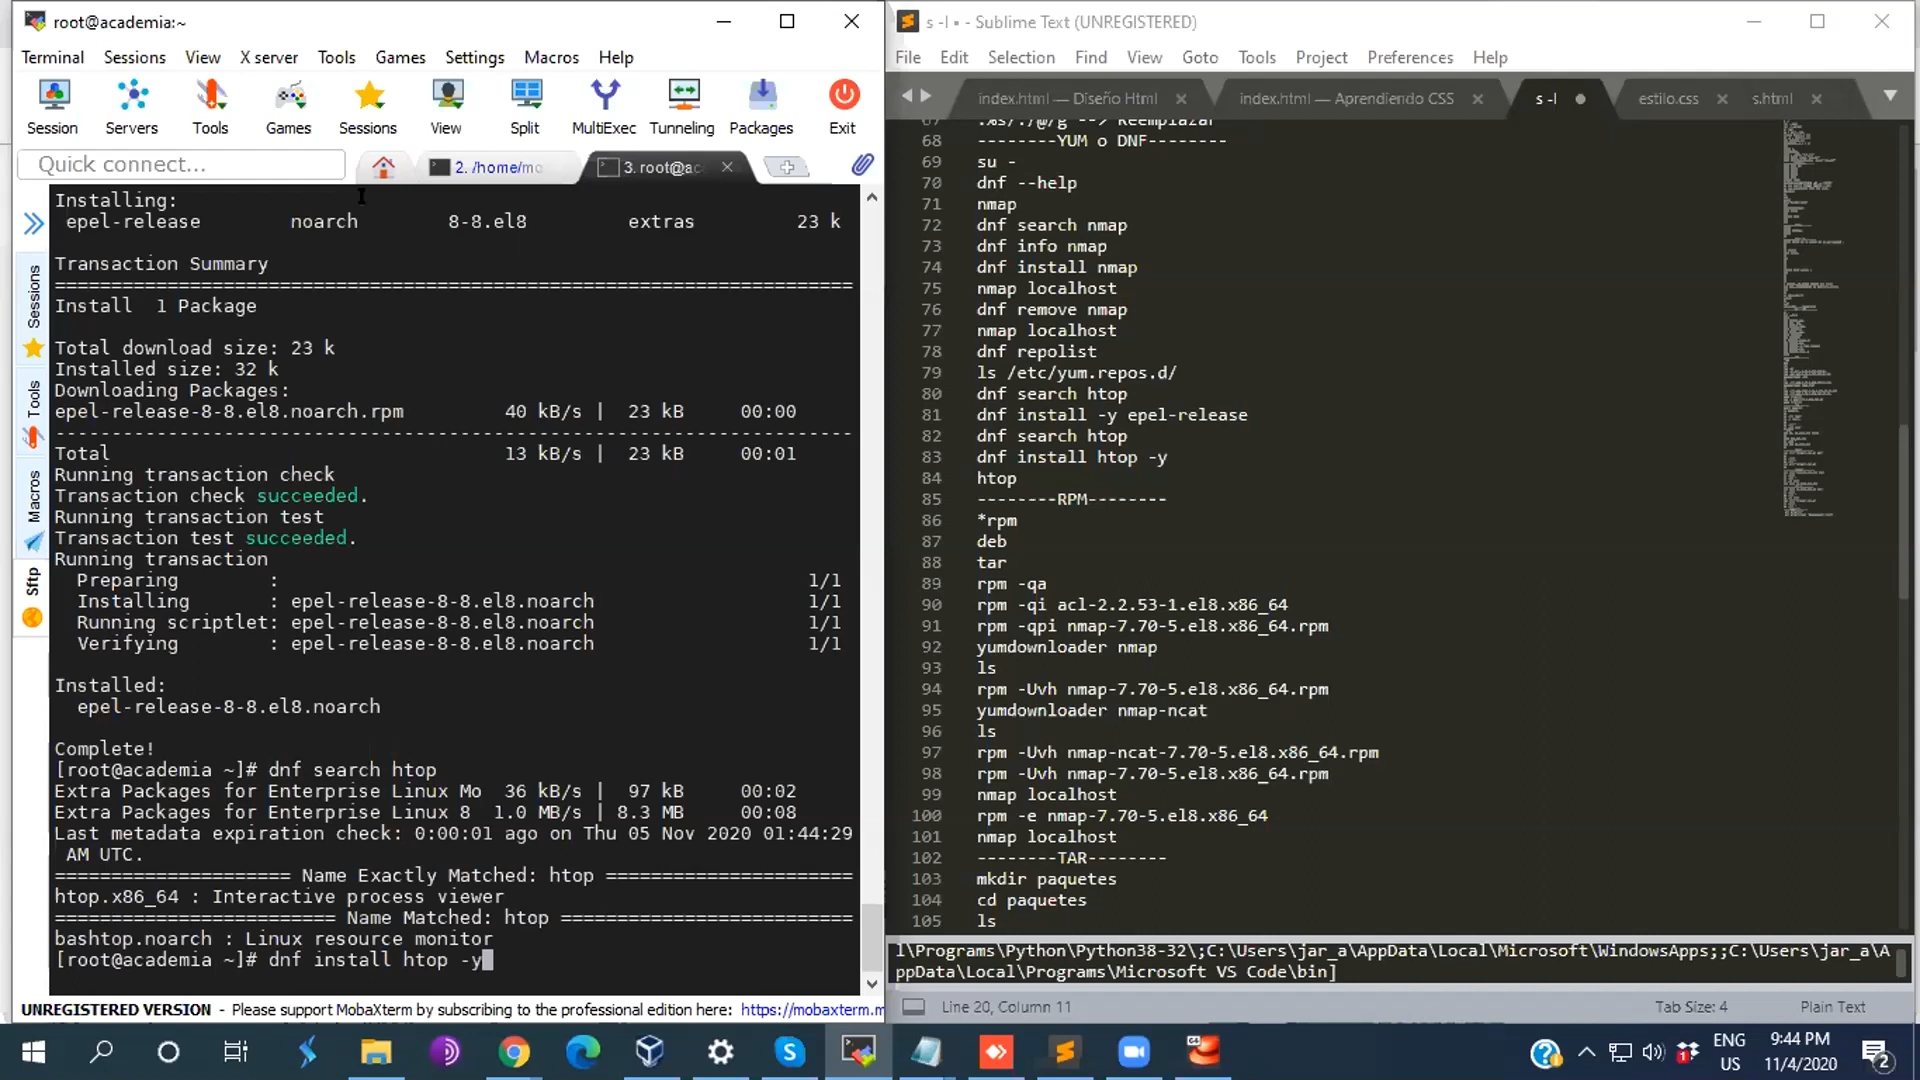 root@academia:~
Terminal Sessions View X server Tools Games Settings Macros Help
Session Servers Tools Games Sessions View Split MultiExec Tunneling Packages Exit
Quick connect...
2. /home/mo
3. root@ac
Sessions
Tools
Macros
Sftp
Installing:
epel-release noarch 8-8.el8 extras 23 k
Transaction Summary
================================================================================
Install 1 Package
Total download size: 23 k
Installed size: 32 k
Downloading Packages:
epel-release-8-8.el8.noarch.rpm 40 kB/s | 23 kB 00:00
--------------------------------------------------------------------------------
Total 13 kB/s | 23 kB 00:01
Running transaction check
Transaction check succeeded.
Running transaction test
Transaction test succeeded.
Running transaction
Preparing : 1/1
Installing : epel-release-8-8.el8.noarch 1/1
Running scriptlet: epel-release-8-8.el8.noarch 1/1
Verifying : epel-release-8-8.el8.noarch 1/1
Installed:
epel-release-8-8.el8.noarch
Complete!
[root@academia ~]# dnf search htop
Extra Packages for Enterprise Linux Mo 36 kB/s | 97 kB 00:02
Extra Packages for Enterprise Linux 8 1.0 MB/s | 8.3 MB 00:08
Last metadata expiration check: 0:00:01 ago on Thu 05 Nov 2020 01:44:29
AM UTC.
===================== Name Exactly Matched: htop ======================
htop.x86_64 : Interactive process viewer
========================= Name Matched: htop ==========================
bashtop.noarch : Linux resource monitor
[root@academia ~]# dnf install htop -y
UNREGISTERED VERSION - Please support MobaXterm by subscribing to the professional edition here: https://mobaxterm.m
s -l • - Sublime Text (UNREGISTERED)
File Edit Selection Find View Goto Tools Project Preferences Help
index.html — Diseño Html
index.html — Aprendiendo CSS
s -l
estilo.css
s.html
67 :%s/./@/g --> Reemplazar
68 --------YUM o DNF--------
69 su -
70 dnf --help
71 nmap
72 dnf search nmap
73 dnf info nmap
74 dnf install nmap
75 nmap localhost
76 dnf remove nmap
77 nmap localhost
78 dnf repolist
79 ls /etc/yum.repos.d/
80 dnf search htop
81 dnf install -y epel-release
82 dnf search htop
83 dnf install htop -y
84 htop
85 --------RPM--------
86 *rpm
87 deb
88 tar
89 rpm -qa
90 rpm -qi acl-2.2.53-1.el8.x86_64
91 rpm -qpi nmap-7.70-5.el8.x86_64.rpm
92 yumdownloader nmap
93 ls
94 rpm -Uvh nmap-7.70-5.el8.x86_64.rpm
95 yumdownloader nmap-ncat
96 ls
97 rpm -Uvh nmap-ncat-7.70-5.el8.x86_64.rpm
98 rpm -Uvh nmap-7.70-5.el8.x86_64.rpm
99 nmap localhost
100 rpm -e nmap-7.70-5.el8.x86_64
101 nmap localhost
102 --------TAR--------
103 mkdir paquetes
104 cd paquetes
105 ls
l\Programs\Python\Python38-32\;C:\Users\jar_a\AppData\Local\Microsoft\WindowsApps;;C:\Users\jar_a\A
ppData\Local\Programs\Microsoft VS Code\bin]
Line 20, Column 11 Tab Size: 4 Plain Text
ENG
US
9:44 PM
11/4/2020
2